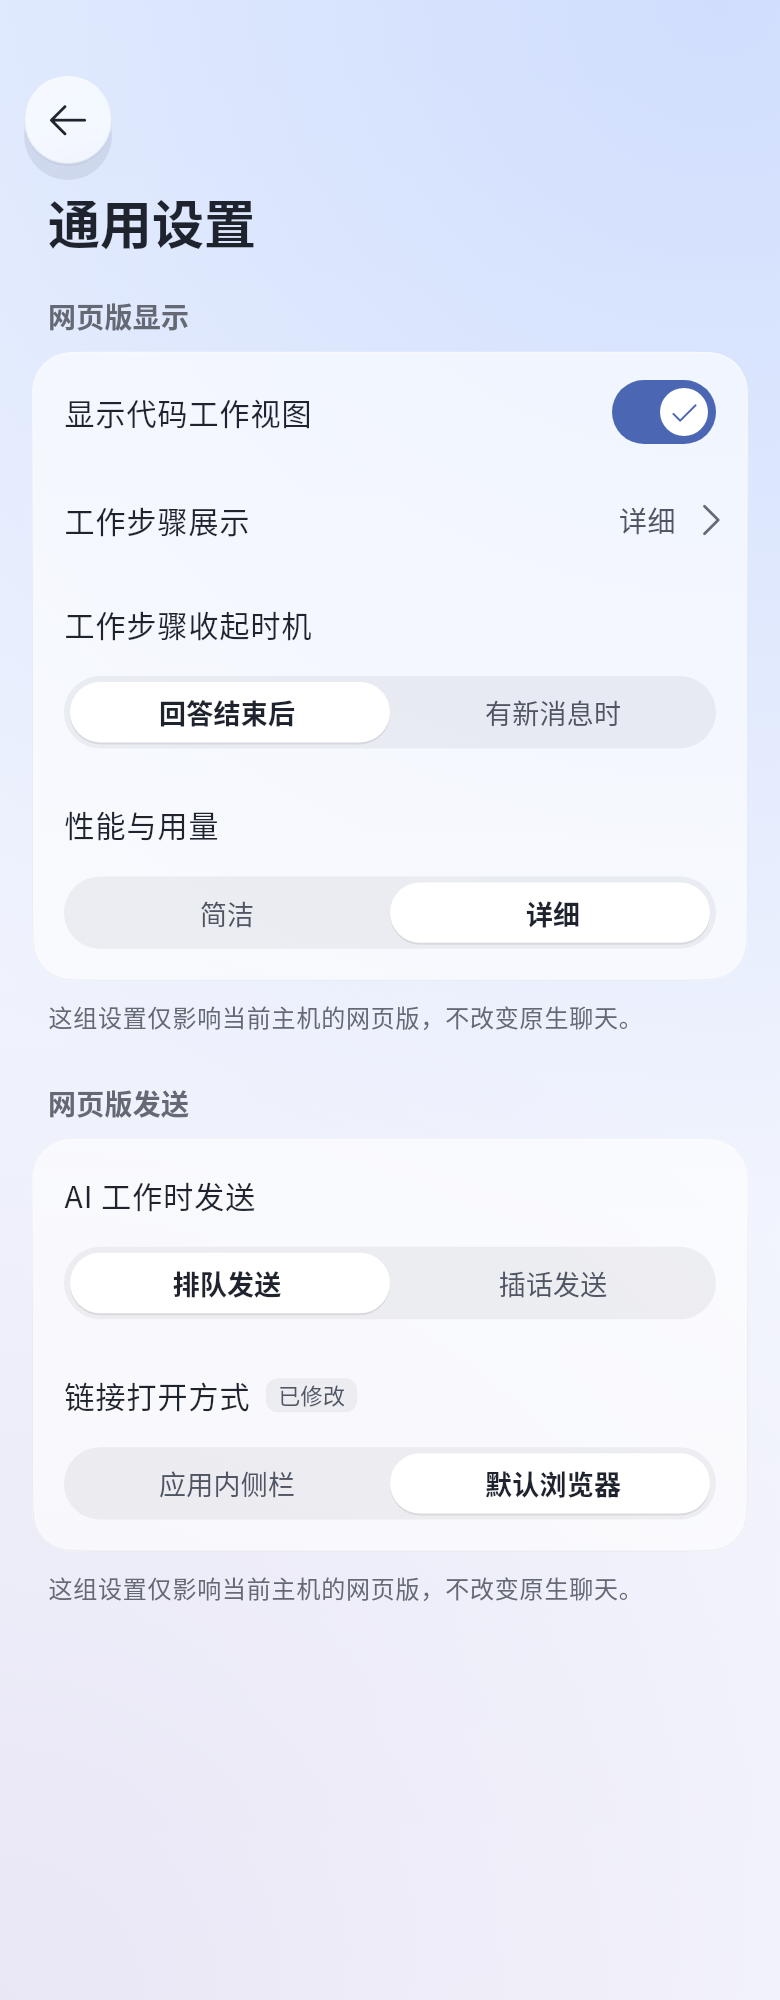 通用设置
网页版显示
显示代码工作视图
工作步骤展示 详细
工作步骤收起时机
回答结束后 有新消息时
性能与用量
简洁 详细
这组设置仅影响当前主机的网页版，不改变原生聊天。
网页版发送
AI 工作时发送
排队发送 插话发送
链接打开方式 已修改
应用内侧栏 默认浏览器
这组设置仅影响当前主机的网页版，不改变原生聊天。